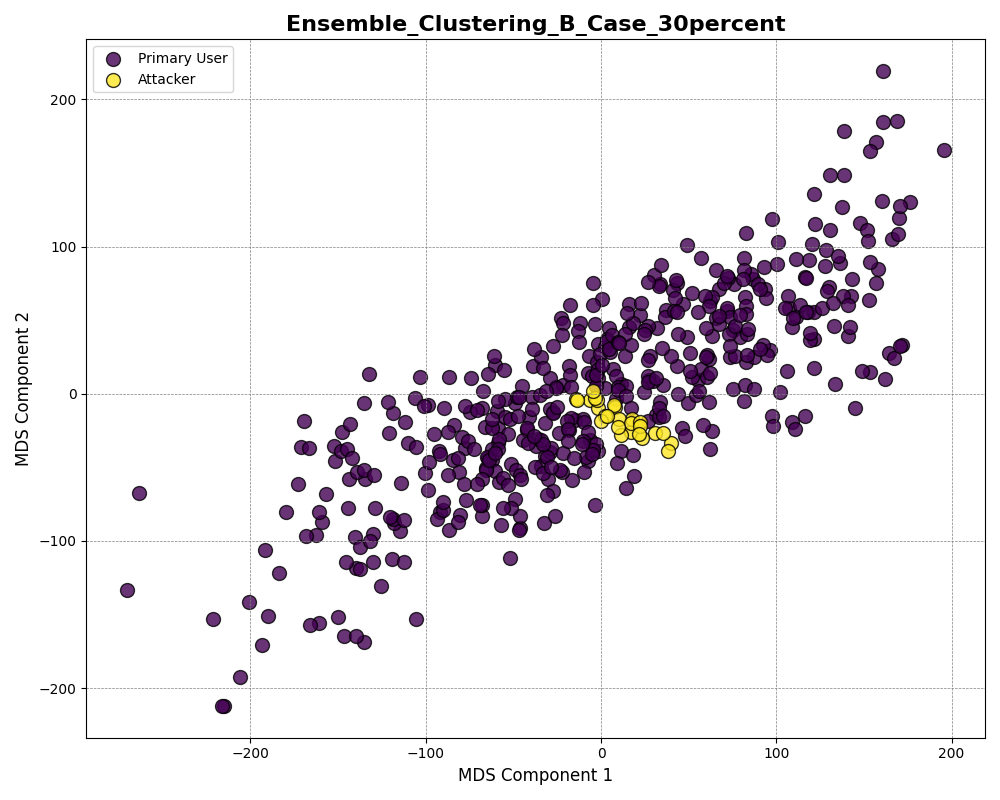 Ensemble_Clustering_B_Case_30percent
Primary User
Attacker
200
100
0
−100
−200
MDS Component 2
−200
−100
0
100
200
MDS Component 1